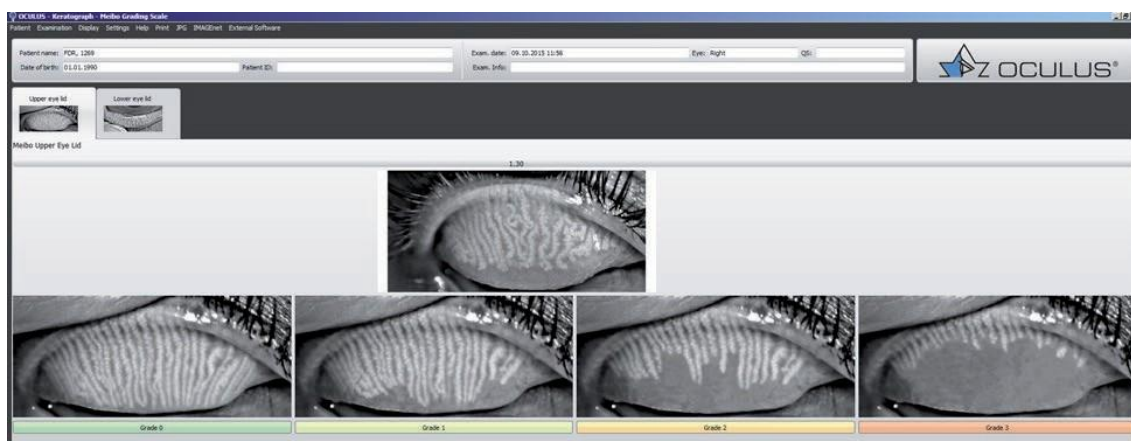 OCULUS - Keratograph - Meibo Grading Scale
Patient Examination Display Settings Help Print JPG IMAGEnet External Software
Patient name: FDR, 1269 Exam. date: 09.10.2015 11:56 Eye: Right QS:
Date of birth: 01.01.1990 Patient ID: Exam. Info:
OCULUS®
Upper eye lid Lower eye lid
Meibo Upper Eye Lid
1.30
Grade 0 Grade 1 Grade 2 Grade 3